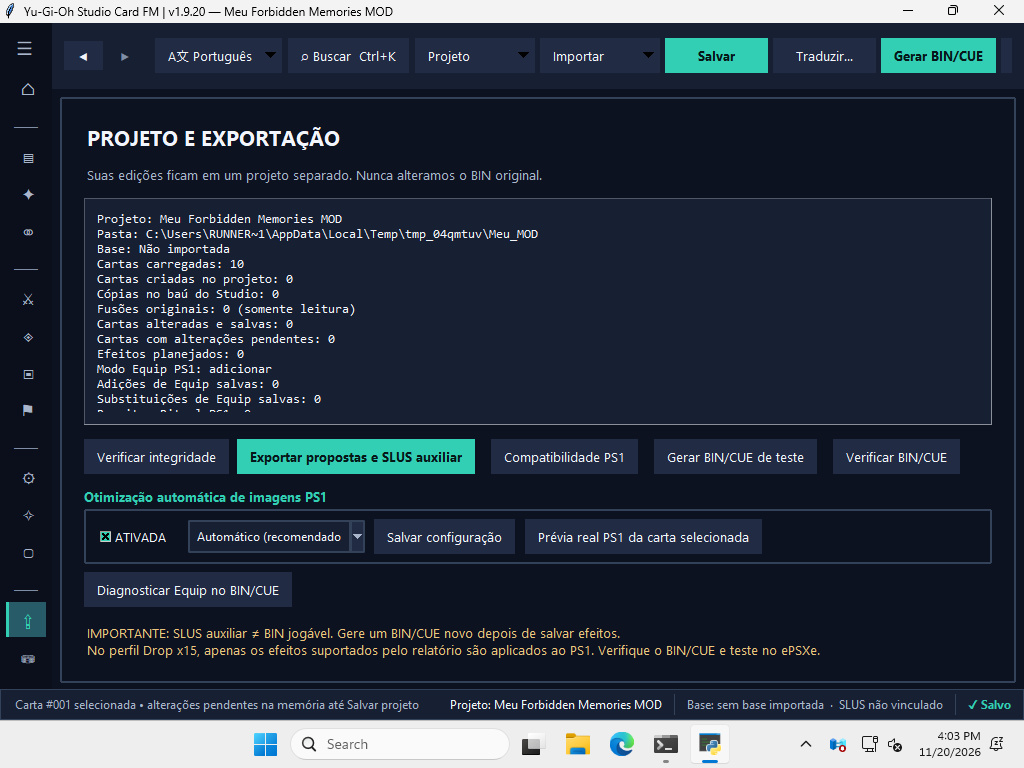 Yu-Gi-Oh Studio Card FM | v1.9.20 — Meu Forbidden Memories MOD
A文 Português
Buscar Ctrl+K
Projeto
Importar
Salvar
Traduzir...
Gerar BIN/CUE
PROJETO E EXPORTAÇÃO
Suas edições ficam em um projeto separado. Nunca alteramos o BIN original.
Projeto: Meu Forbidden Memories MOD
Pasta: C:\Users\RUNNER~1\AppData\Local\Temp\tmp_04qmtuv\Meu_MOD
Base: Não importada
Cartas carregadas: 10
Cartas criadas no projeto: 0
Cópias no baú do Studio: 0
Fusões originais: 0 (somente leitura)
Cartas alteradas e salvas: 0
Cartas com alterações pendentes: 0
Efeitos planejados: 0
Modo Equip PS1: adicionar
Adições de Equip salvas: 0
Substituições de Equip salvas: 0
Verificar integridade
Exportar propostas e SLUS auxiliar
Compatibilidade PS1
Gerar BIN/CUE de teste
Verificar BIN/CUE
Otimização automática de imagens PS1
ATIVADA
Automático (recomendado
Salvar configuração
Prévia real PS1 da carta selecionada
Diagnosticar Equip no BIN/CUE
IMPORTANTE: SLUS auxiliar ≠ BIN jogável. Gere um BIN/CUE novo depois de salvar efeitos.
No perfil Drop x15, apenas os efeitos suportados pelo relatório são aplicados ao PS1. Verifique o BIN/CUE e teste no ePSXe.
Carta #001 selecionada • alterações pendentes na memória até Salvar projeto
Projeto: Meu Forbidden Memories MOD
Base: sem base importada · SLUS não vinculado
✓ Salvo
Search
4:03 PM
11/20/2026